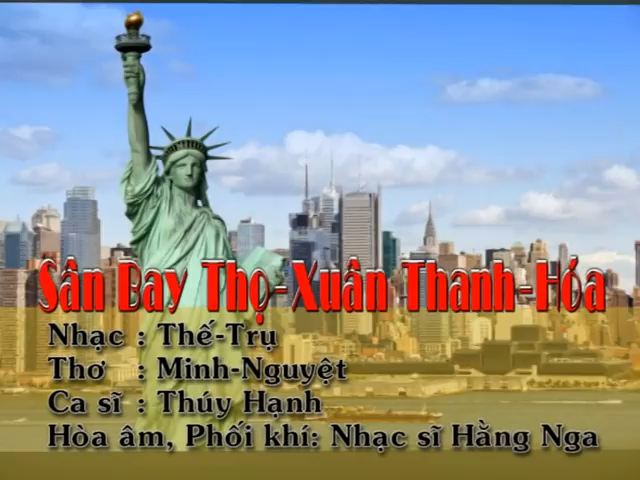 Sân Bay Thọ-Xuân Thanh-Hóa
Nhạc : Thế-Trụ
Thơ : Minh-Nguyệt
Ca sĩ : Thúy Hạnh
Hòa âm, Phối khí: Nhạc sĩ Hằng Nga